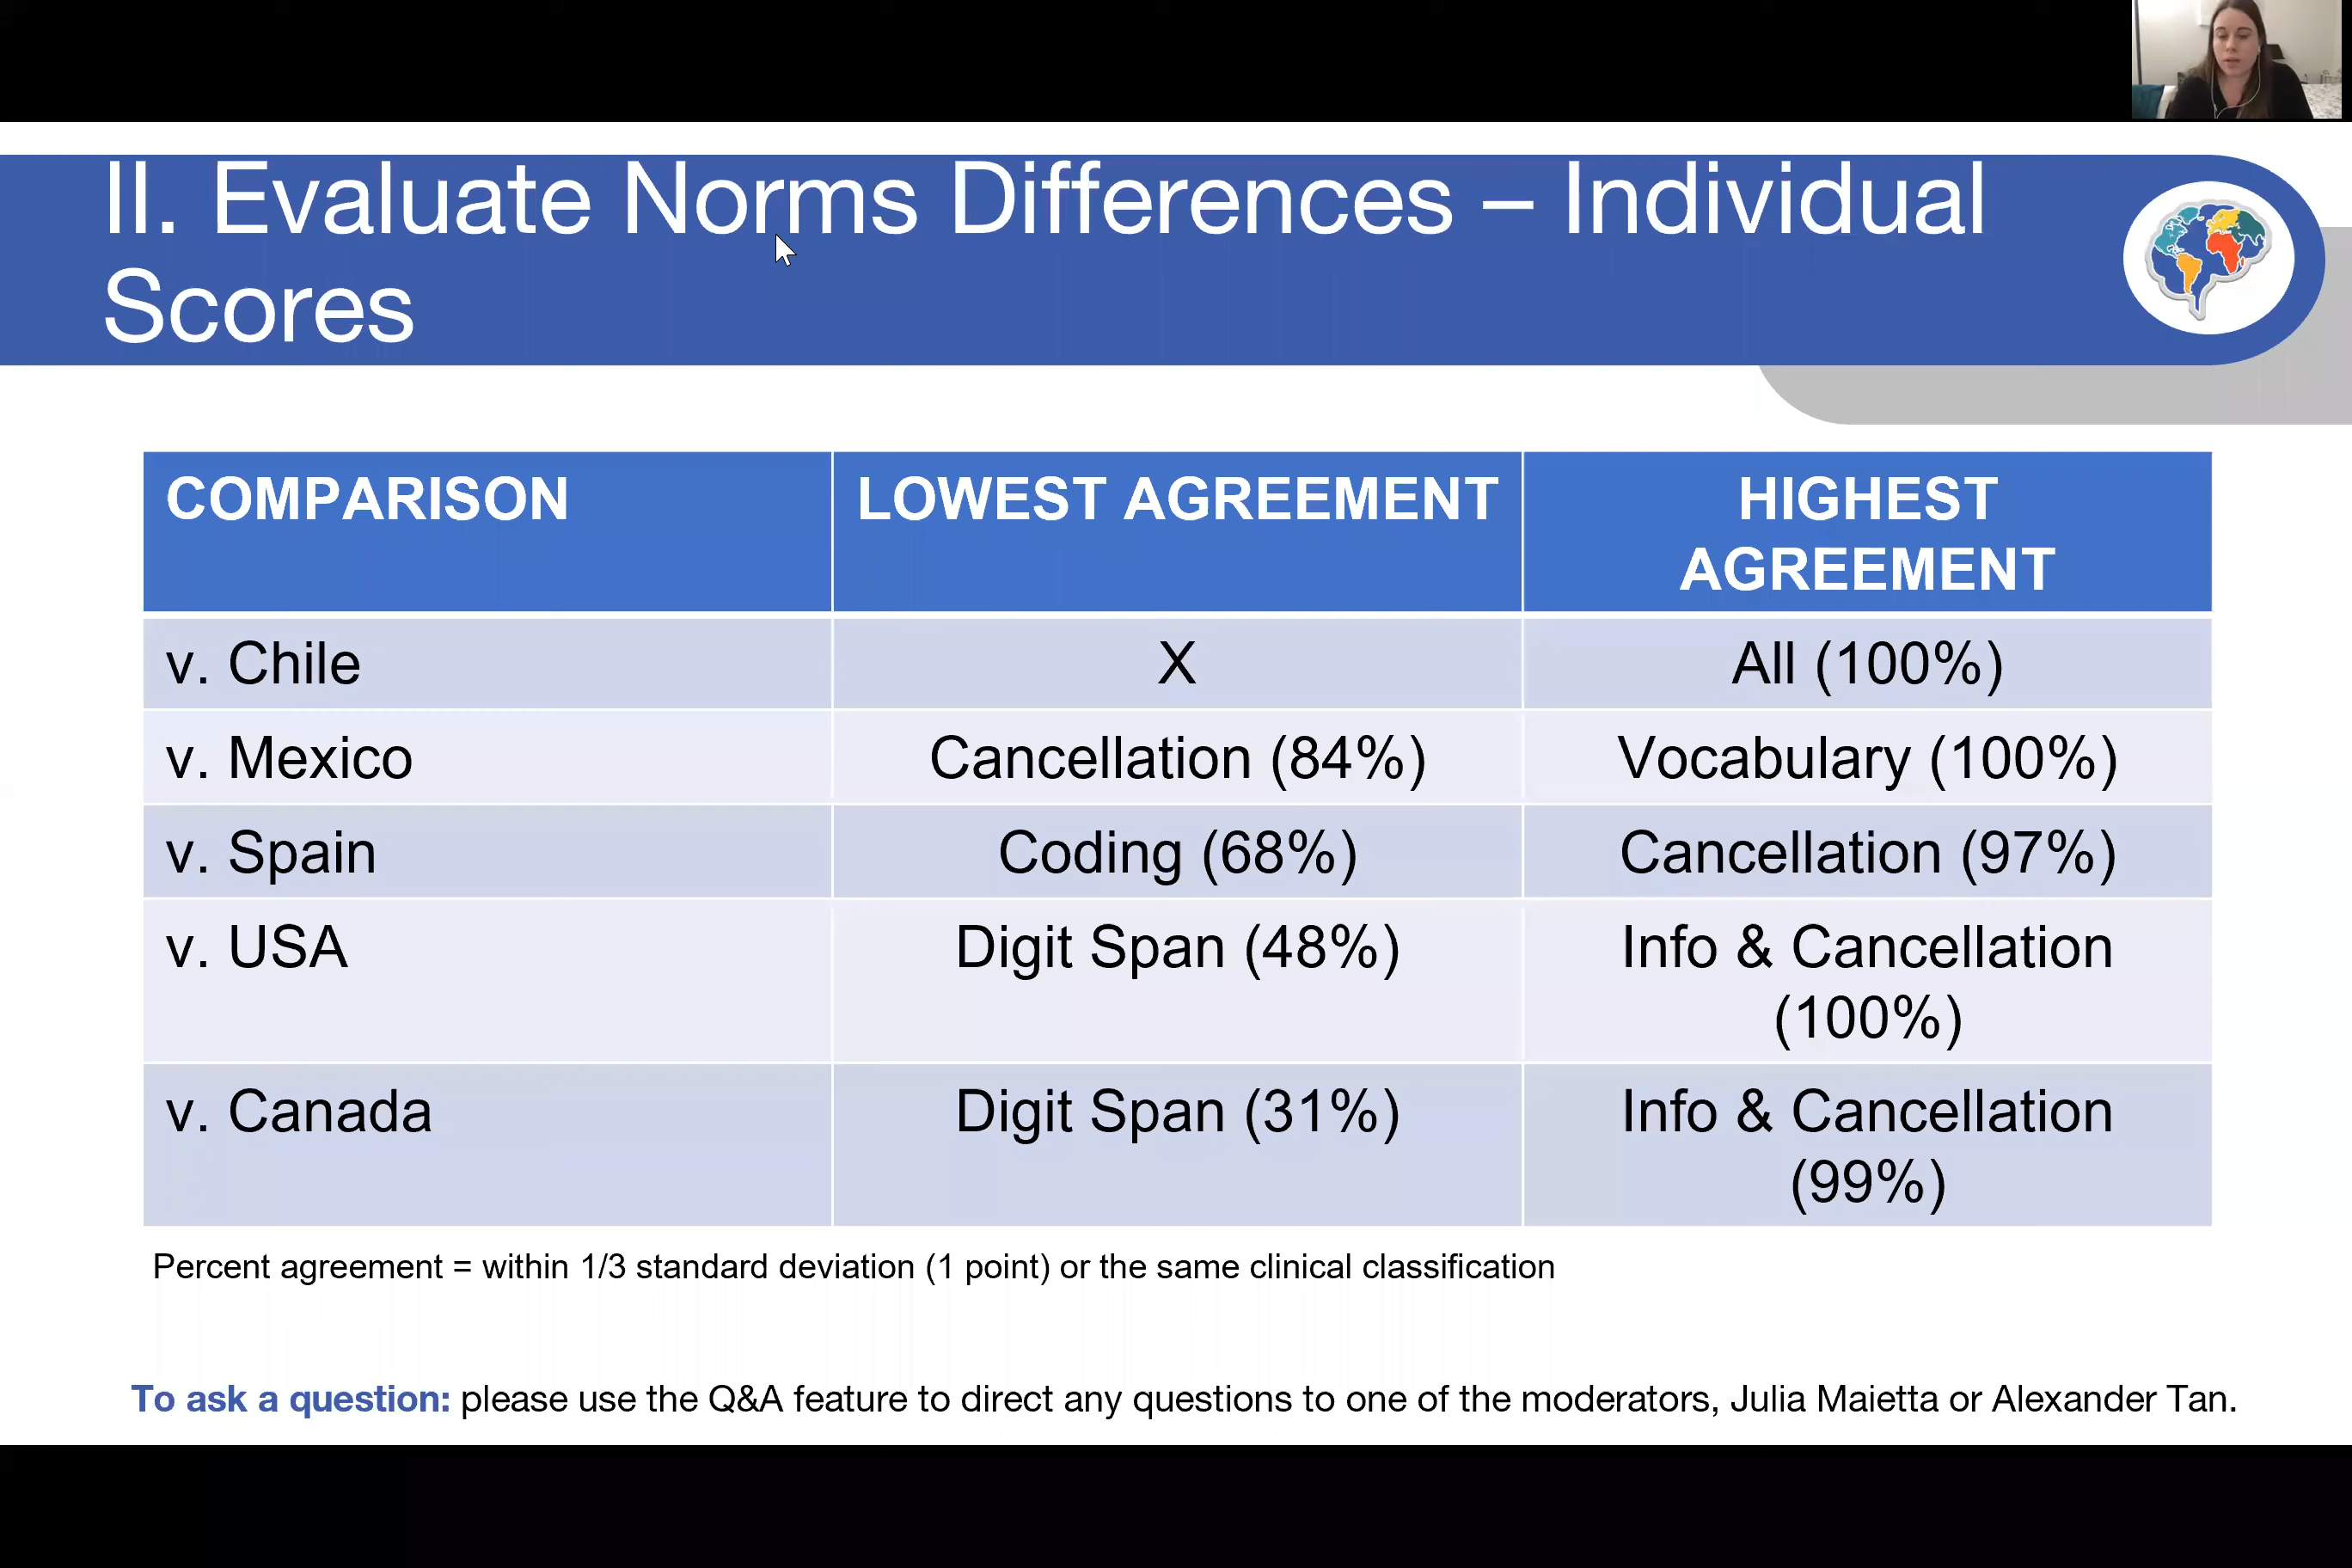 II. Evaluate Norms Differences – Individual
Scores
COMPARISON
LOWEST AGREEMENT
HIGHEST
AGREEMENT
v. Chile
X
All (100%)
v. Mexico
Cancellation (84%)
Vocabulary (100%)
v. Spain
Coding (68%)
Cancellation (97%)
v. USA
Digit Span (48%)
Info & Cancellation
(100%)
v. Canada
Digit Span (31%)
Info & Cancellation
(99%)
Percent agreement = within 1/3 standard deviation (1 point) or the same clinical classification
To ask a question: please use the Q&A feature to direct any questions to one of the moderators, Julia Maietta or Alexander Tan.